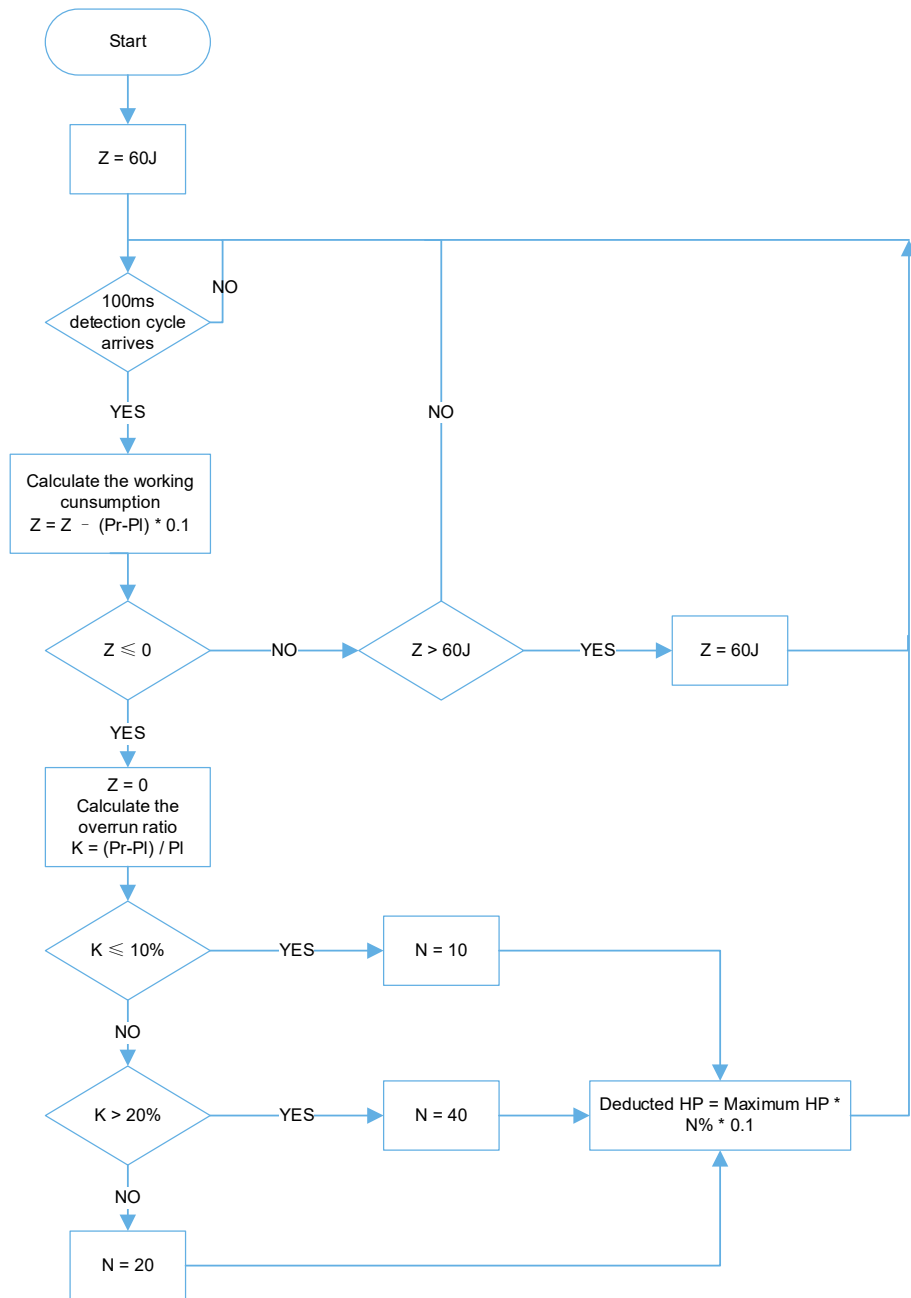 Start
Z = 60J
NO
100ms
detection cycle
arrives
YES
NO
Calculate the working
cunsumption
Z = Z － (Pr-Pl) * 0.1
Z ≤ 0
NO
Z > 60J
YES
Z = 60J
YES
Z = 0
Calculate the
overrun ratio
K = (Pr-Pl) / Pl
K ≤ 10%
YES
N = 10
NO
K > 20%
YES
N = 40
Deducted HP = Maximum HP *
N% * 0.1
NO
N = 20